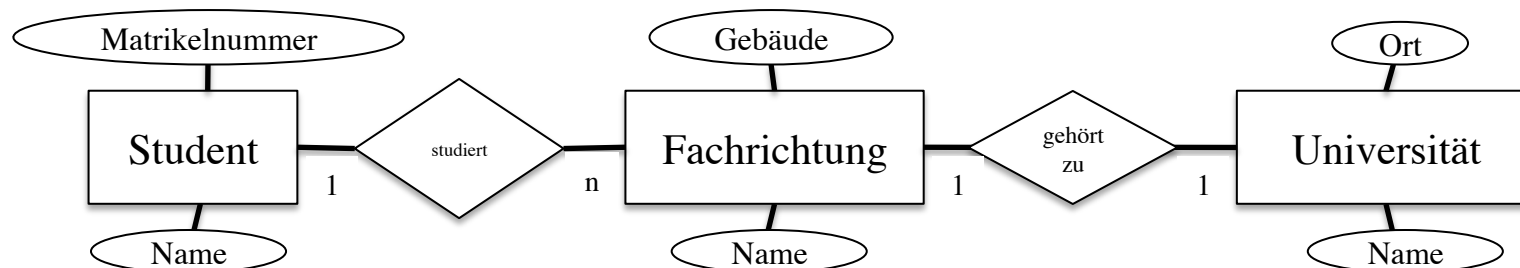 Matrikelnummer
Gebäude
Ort
Student
studiert
Fachrichtung
gehört
zu
Universität
1
n
1
1
Name
Name
Name